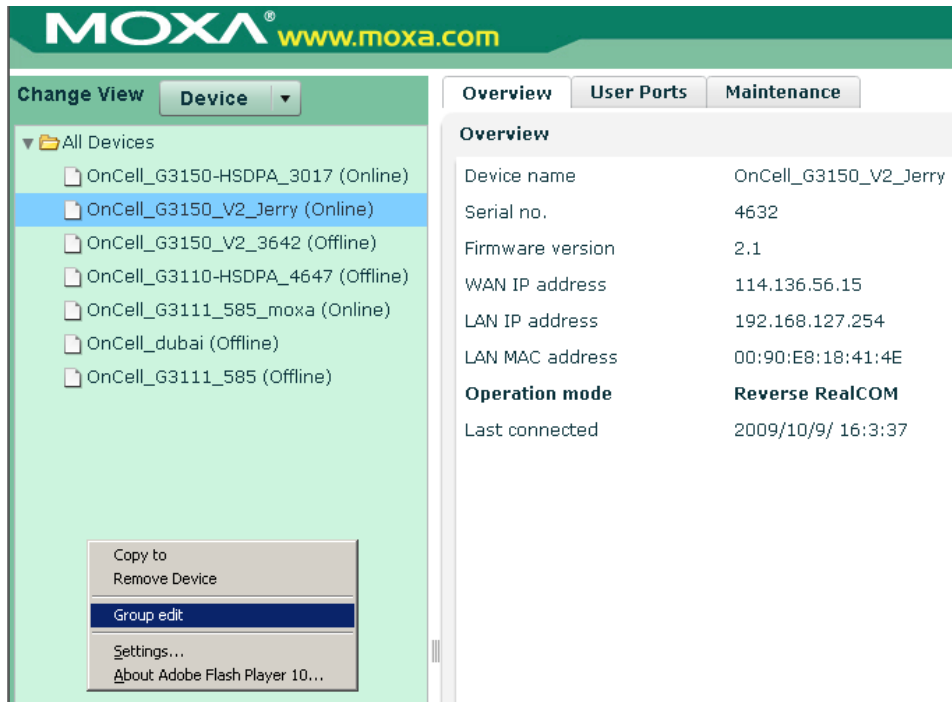 MOXA® www.moxa.com
Change View Device
All Devices
OnCell_G3150-HSDPA_3017 (Online)
OnCell_G3150_V2_Jerry (Online)
OnCell_G3150_V2_3642 (Offline)
OnCell_G3110-HSDPA_4647 (Offline)
OnCell_G3111_585_moxa (Online)
OnCell_dubai (Offline)
OnCell_G3111_585 (Offline)
Copy to
Remove Device
Group edit
Settings...
About Adobe Flash Player 10...
Overview User Ports Maintenance
Overview
Device name OnCell_G3150_V2_Jerry
Serial no. 4632
Firmware version 2.1
WAN IP address 114.136.56.15
LAN IP address 192.168.127.254
LAN MAC address 00:90:E8:18:41:4E
Operation mode Reverse RealCOM
Last connected 2009/10/9/ 16:3:37